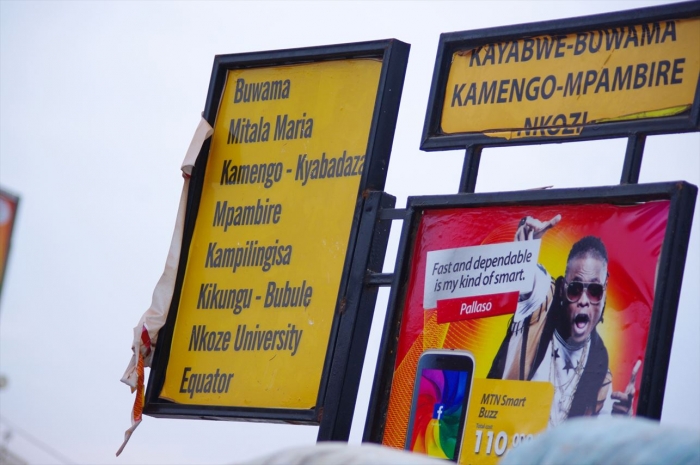 Buwama
Mitala Maria
Kamengo - Kyabadaza
Mpambire
Kampilingisa
Kikungu - Bubule
Nkoze University
Equator
KAYABWE-BUWAMA
KAMENGO-MPAMBIRE
NKOZI
Fast and dependable
is my kind of smart.
Pallaso
f
MTN Smart
Buzz